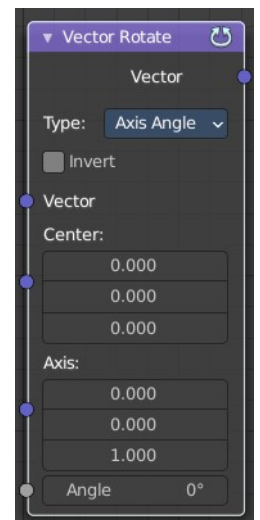 Vector Rotate
Vector
Type: Axis Angle
Invert
Vector
Center:
0.000
0.000
0.000
Axis:
0.000
0.000
1.000
Angle 0°